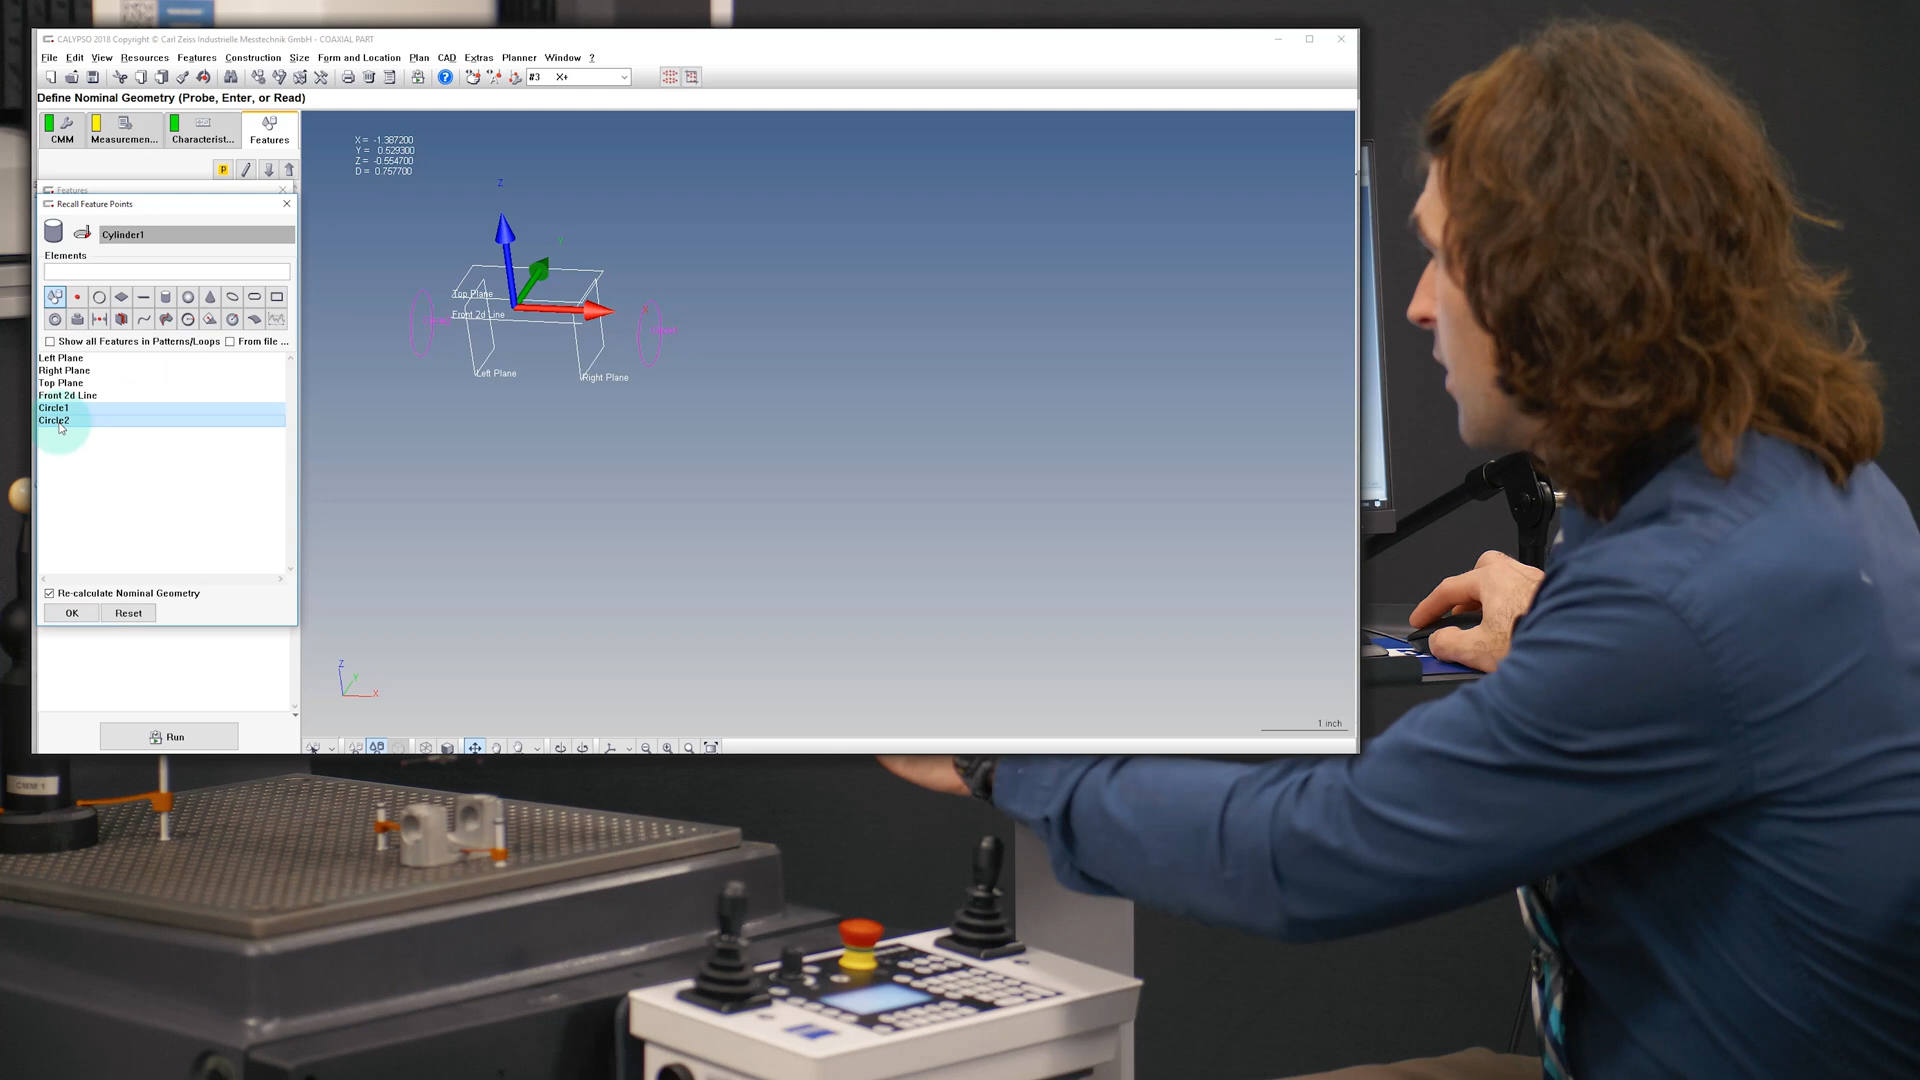 CALYPSO 2018 Copyright © Carl Zeiss Industrielle Messtechnik GmbH - COAXIAL PART
File Edit View Resources Features Construction Size Form and Location Plan CAD Extras Planner Window ?
#3 X+
Define Nominal Geometry (Probe, Enter, or Read)
CMM Measuremen... Characterist... Features
X = -1.387200
Y = 0.529300
Z = -0.554700
D = 0.757700
P
Features
Recall Feature Points
Cylinder1
Elements
Show all Features in Patterns/Loops From file ...
Left Plane
Right Plane
Top Plane
Front 2d Line
Circle1
Circle2
Re-calculate Nominal Geometry
OK Reset
Run
Z
Y
X
Top Plane
Front 2d Line
Left Plane
Right Plane
Z
Y
X
1 inch
CMM 1